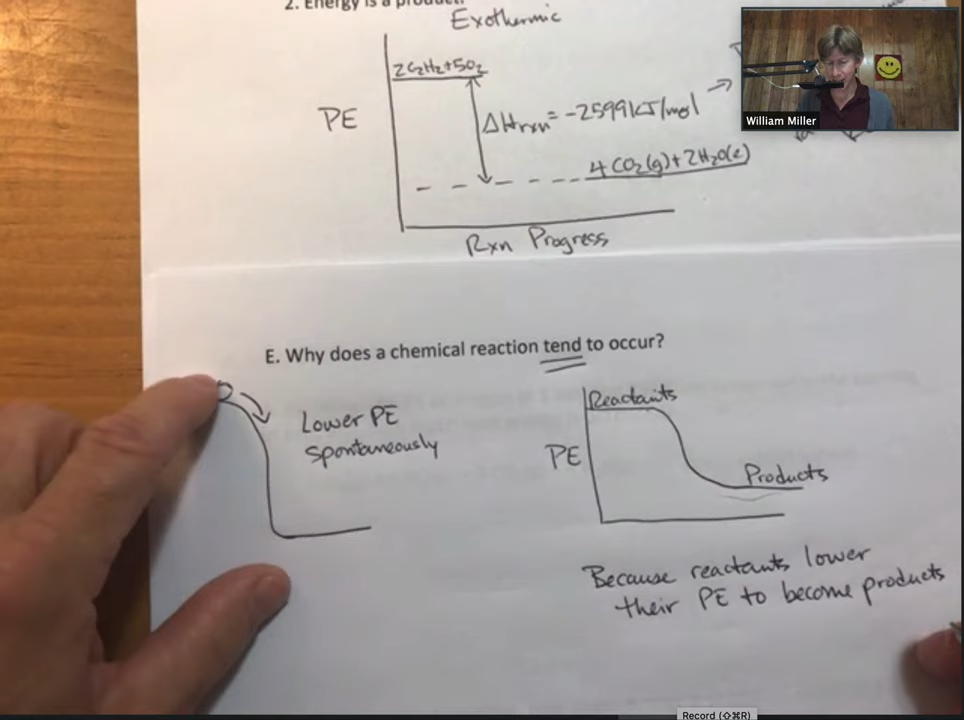 2. Energy is a product.
Exothermic
2C2H2+5O2
PE
ΔHrxn = -2599kJ/mol →
4CO2(g)+2H2O(l)
Rxn Progress
William Miller
E. Why does a chemical reaction tend to occur?
Lower PE
spontaneously
Reactants
PE
Products
Because reactants lower
their PE to become products
Record (⇧⌘R)